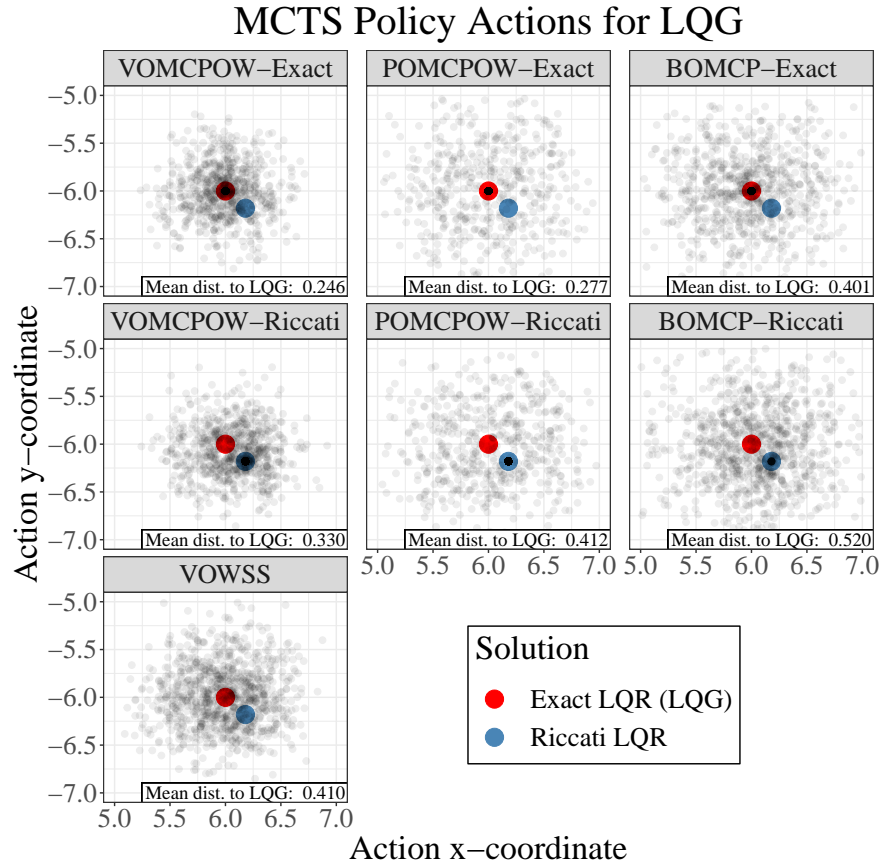 MCTS Policy Actions for LQG
VOMCPOW−Exact
POMCPOW−Exact
BOMCP−Exact
−5.0
−5.5
−6.0
−6.5
−7.0
Mean dist. to LQG: 0.246
Mean dist. to LQG: 0.277
Mean dist. to LQG: 0.401
VOMCPOW−Riccati
POMCPOW−Riccati
BOMCP−Riccati
−5.0
−5.5
−6.0
−6.5
−7.0
Mean dist. to LQG: 0.330
Mean dist. to LQG: 0.412
Mean dist. to LQG: 0.520
5.0 5.5 6.0 6.5 7.0
5.0 5.5 6.0 6.5 7.0
VOWSS
−5.0
−5.5
−6.0
−6.5
−7.0
Mean dist. to LQG: 0.410
5.0 5.5 6.0 6.5 7.0
Action y−coordinate
Action x−coordinate
Solution
Exact LQR (LQG)
Riccati LQR